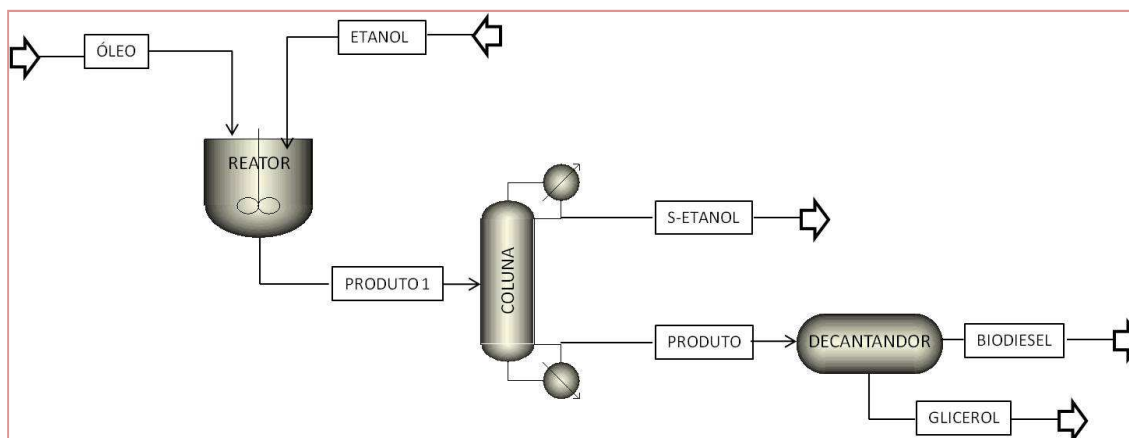 ÓLEO
ETANOL
REATOR
PRODUTO 1
COLUNA
S-ETANOL
PRODUTO
DECANTANDOR
BIODIESEL
GLICEROL